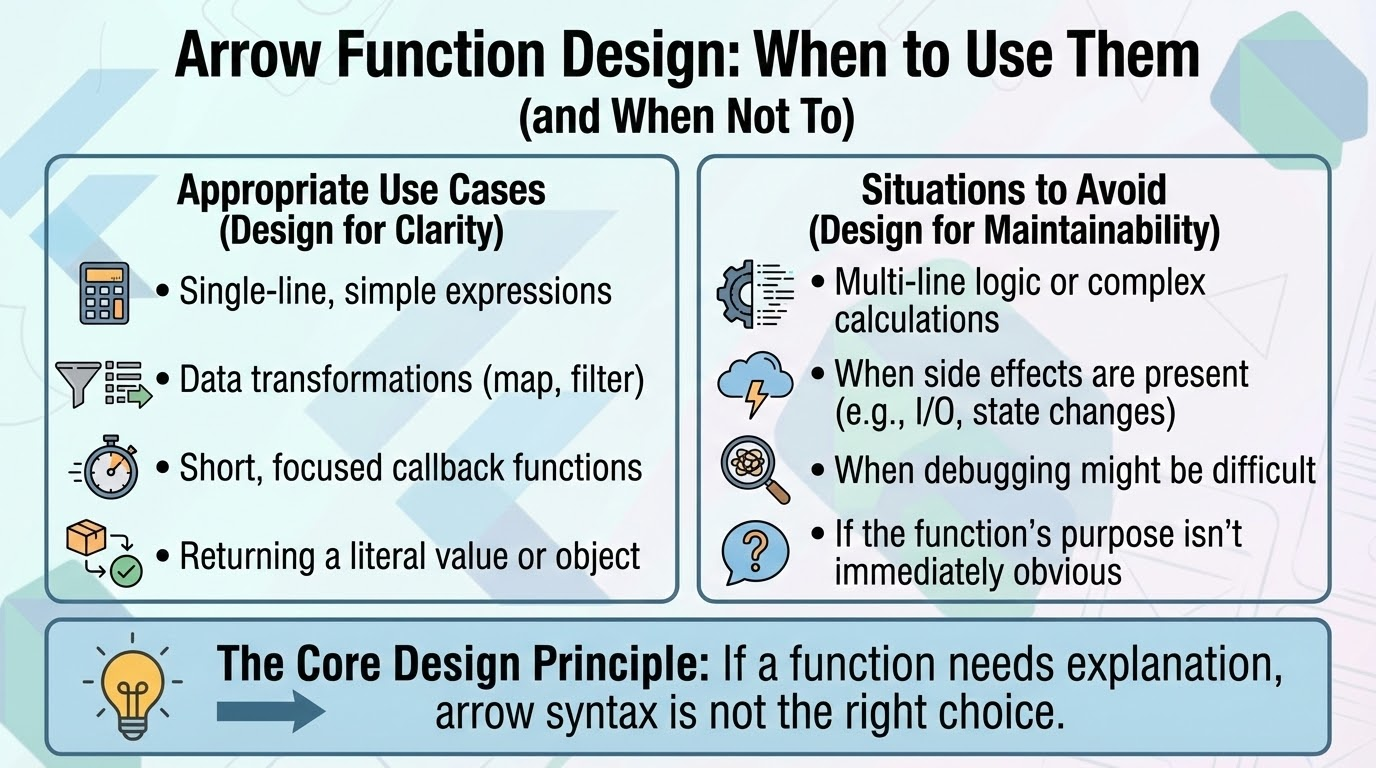 Arrow Function Design: When to Use Them
(and When Not To)
Appropriate Use Cases
(Design for Clarity)
• Single-line, simple expressions
• Data transformations (map, filter)
• Short, focused callback functions
• Returning a literal value or object
Situations to Avoid
(Design for Maintainability)
• Multi-line logic or complex
calculations
• When side effects are present
(e.g., I/O, state changes)
• When debugging might be difficult
• If the function’s purpose isn’t
immediately obvious
The Core Design Principle: If a function needs explanation,
arrow syntax is not the right choice.